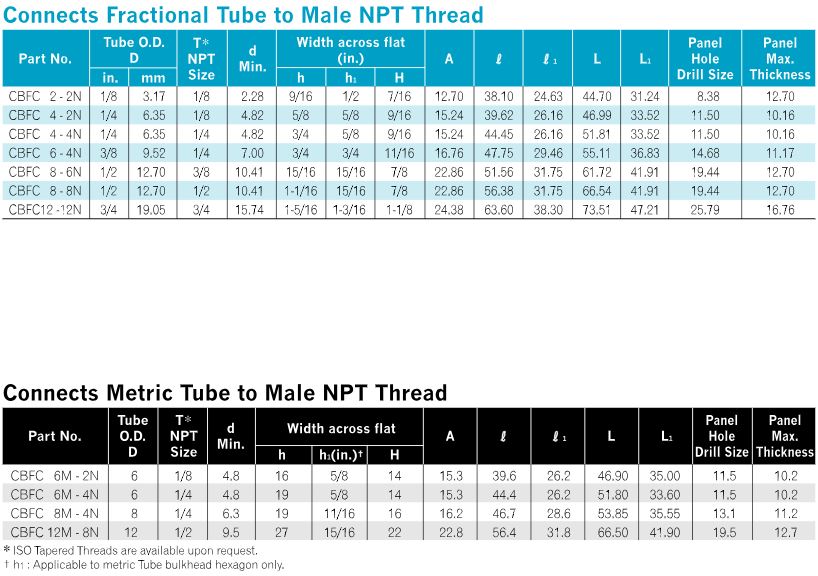 Connects Fractional Tube to Male NPT Thread
Part No. Tube O.D. D T* NPT Size d Min. Width across flat (in.) A ℓ ℓ1 L L1 Panel Hole Drill Size Panel Max. Thickness
in. mm h h1 H
CBFC 2 - 2N 1/8 3.17 1/8 2.28 9/16 1/2 7/16 12.70 38.10 24.63 44.70 31.24 8.38 12.70
CBFC 4 - 2N 1/4 6.35 1/8 4.82 5/8 5/8 9/16 15.24 39.62 26.16 46.99 33.52 11.50 10.16
CBFC 4 - 4N 1/4 6.35 1/4 4.82 3/4 5/8 9/16 15.24 44.45 26.16 51.81 33.52 11.50 10.16
CBFC 6 - 4N 3/8 9.52 1/4 7.00 3/4 3/4 11/16 16.76 47.75 29.46 55.11 36.83 14.68 11.17
CBFC 8 - 6N 1/2 12.70 3/8 10.41 15/16 15/16 7/8 22.86 51.56 31.75 61.72 41.91 19.44 12.70
CBFC 8 - 8N 1/2 12.70 1/2 10.41 1-1/16 15/16 7/8 22.86 56.38 31.75 66.54 41.91 19.44 12.70
CBFC12 -12N 3/4 19.05 3/4 15.74 1-5/16 1-3/16 1-1/8 24.38 63.60 38.30 73.51 47.21 25.79 16.76
Connects Metric Tube to Male NPT Thread
Part No. Tube O.D. D T* NPT Size d Min. Width across flat A ℓ ℓ1 L L1 Panel Hole Drill Size Panel Max. Thickness
h h1(in.)† H
CBFC 6M - 2N 6 1/8 4.8 16 5/8 14 15.3 39.6 26.2 46.90 35.00 11.5 10.2
CBFC 6M - 4N 6 1/4 4.8 19 5/8 14 15.3 44.4 26.2 51.80 33.60 11.5 10.2
CBFC 8M - 4N 8 1/4 6.3 19 11/16 16 16.2 46.7 28.6 53.85 35.55 13.1 11.2
CBFC 12M - 8N 12 1/2 9.5 27 15/16 22 22.8 56.4 31.8 66.50 41.90 19.5 12.7
* ISO Tapered Threads are available upon request.
† h1 : Applicable to metric Tube bulkhead hexagon only.